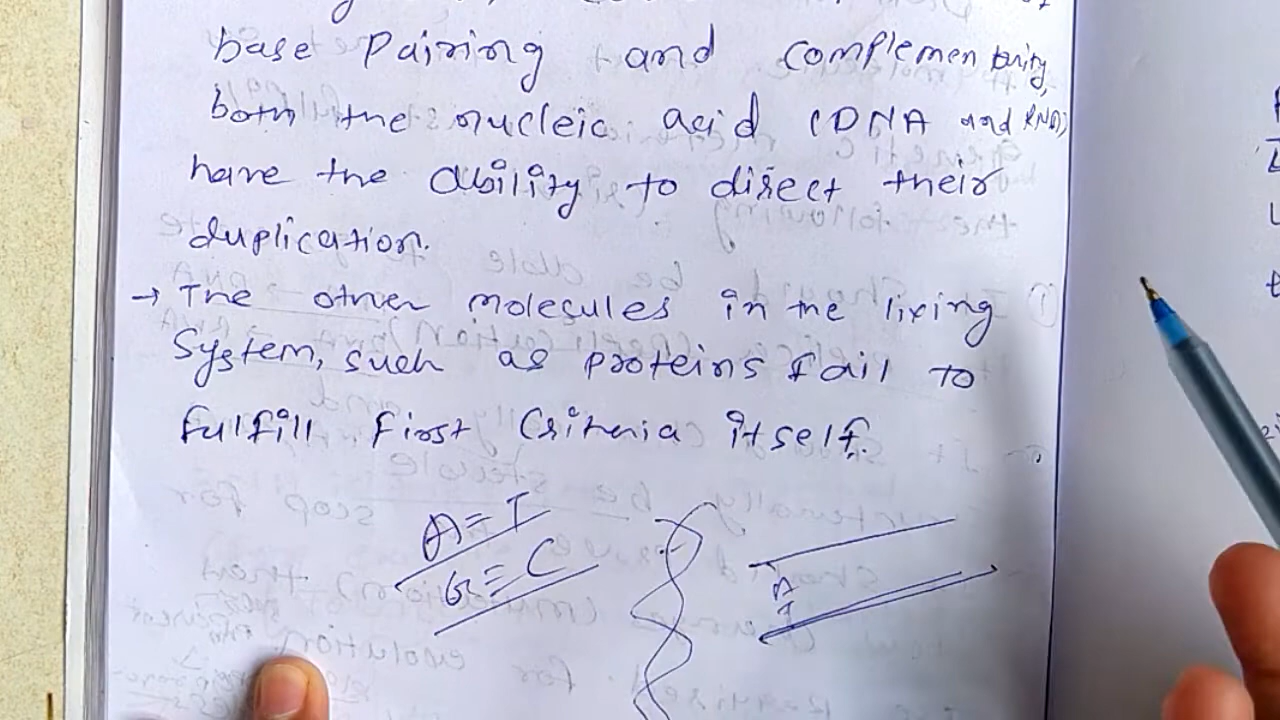 base Pairing and complementarity,
both the nucleic acid (DNA and RNA)
have the ability to direct their
duplication.
→ The other molecules in the living
System, such as proteins fail to
fulfill first Criteria itself.
A=T
G≡C
A
T